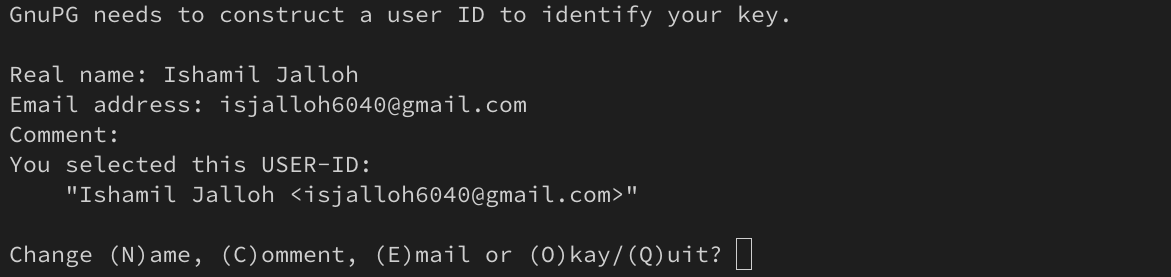 GnuPG needs to construct a user ID to identify your key.
Real name: Ishamil Jalloh
Email address: isjalloh6040@gmail.com
Comment:
You selected this USER-ID:
"Ishamil Jalloh <isjalloh6040@gmail.com>"
Change (N)ame, (C)omment, (E)mail or (O)kay/(Q)uit?